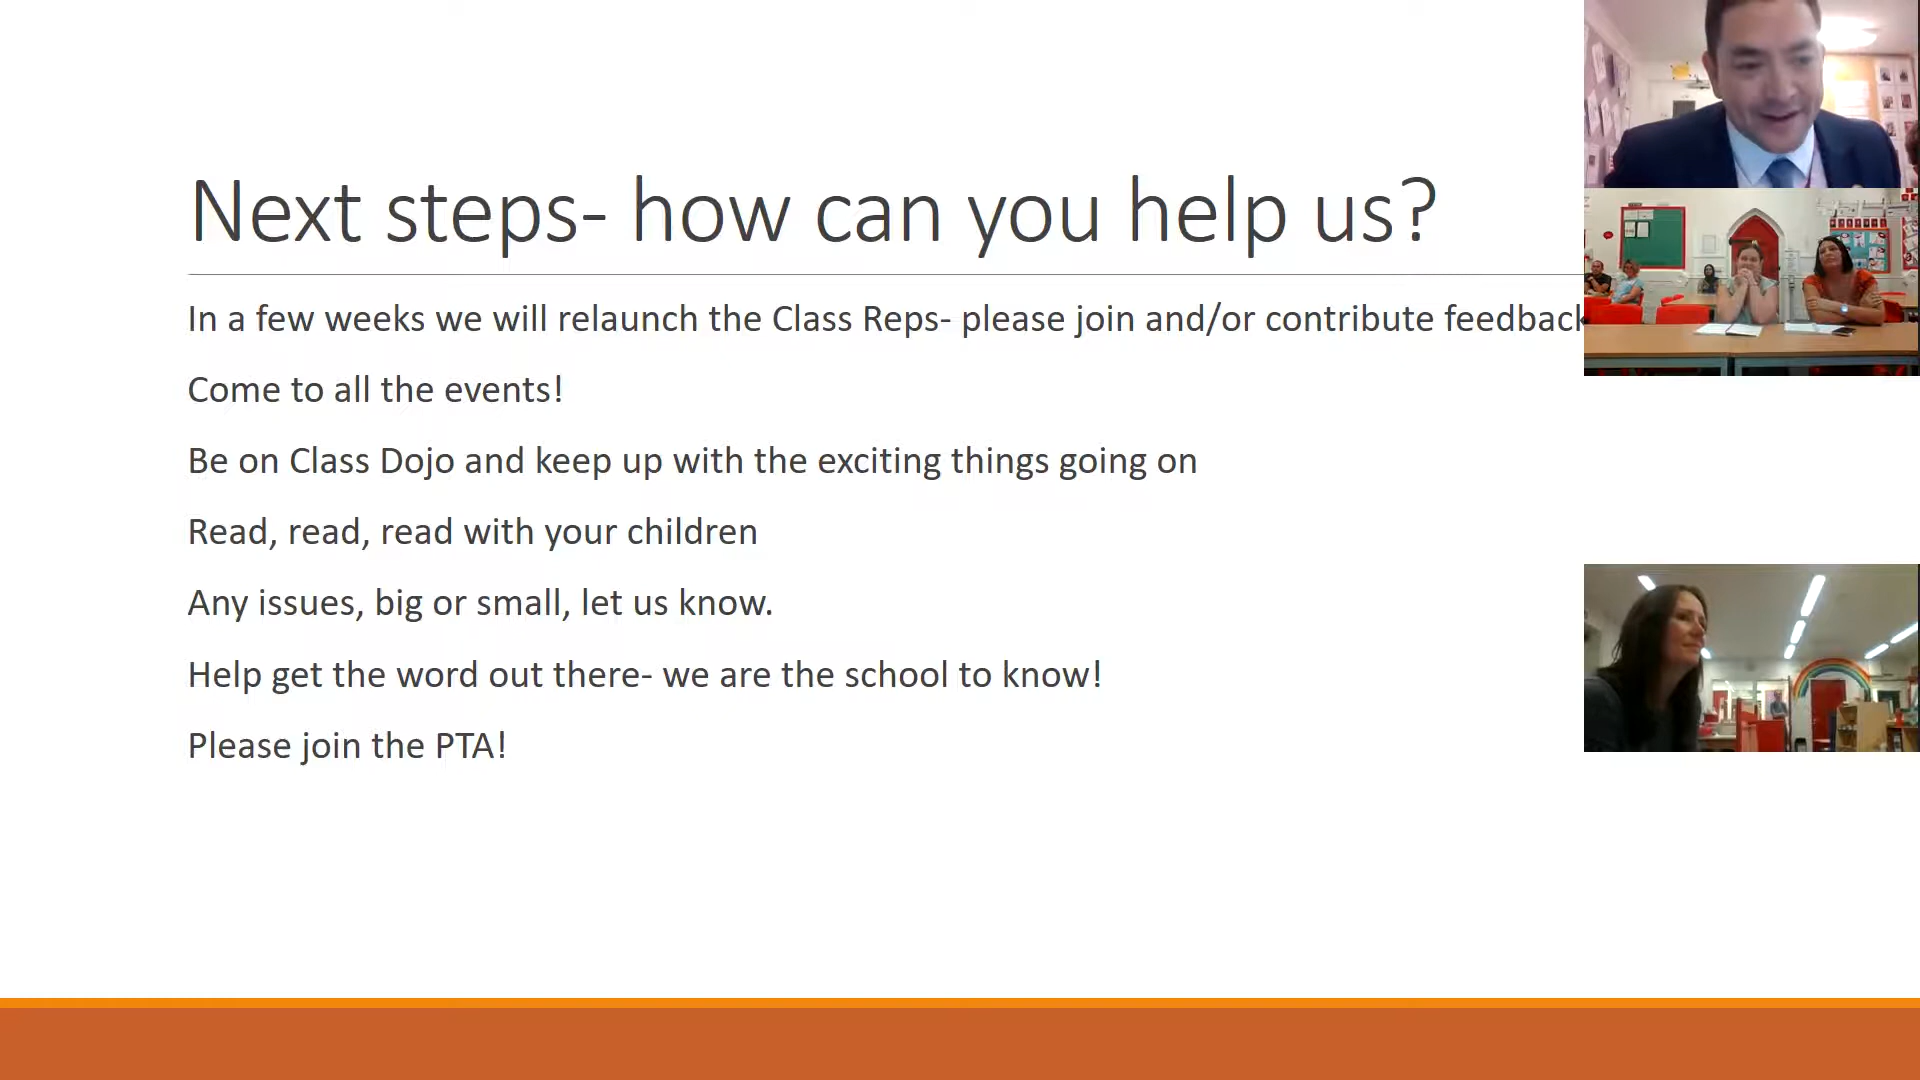 Next steps- how can you help us?
In a few weeks we will relaunch the Class Reps- please join and/or contribute feedback
Come to all the events!
Be on Class Dojo and keep up with the exciting things going on
Read, read, read with your children
Any issues, big or small, let us know.
Help get the word out there- we are the school to know!
Please join the PTA!